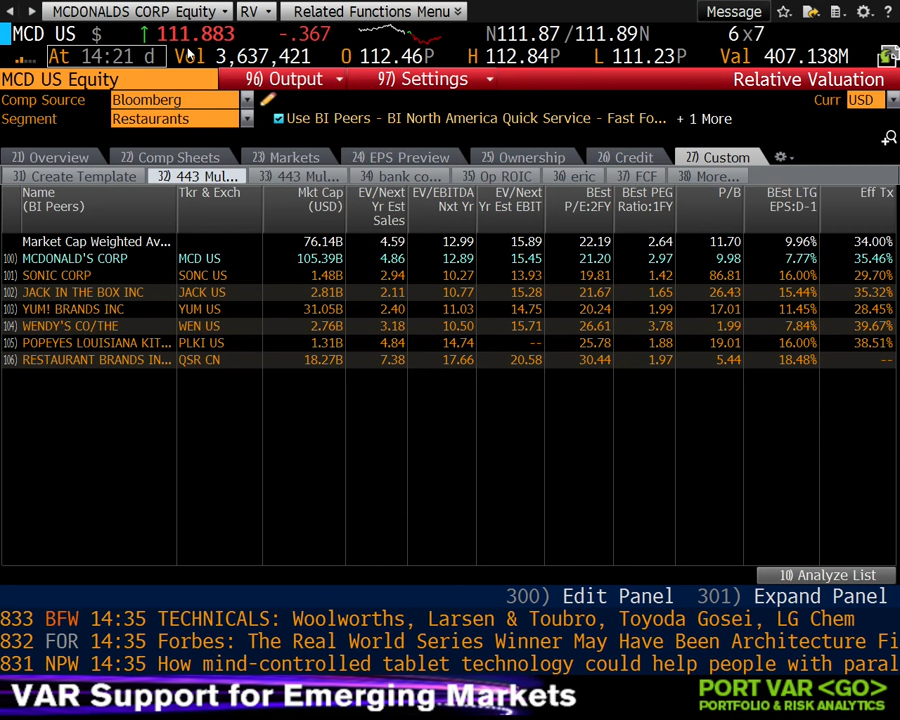 MCDONALDS CORP Equity RV Related Functions Menu Message ?
MCD US $ ↑ 111.883 -.367 N111.87/111.89N 6x7
At 14:21 d Vol 3,637,421 O 112.46P H 112.84P L 111.23P Val 407.138M
MCD US Equity 96) Output 97) Settings Relative Valuation
Comp Source Bloomberg Curr USD
Segment Restaurants Use BI Peers - BI North America Quick Service - Fast Fo... + 1 More
21) Overview 22) Comp Sheets 23) Markets 24) EPS Preview 25) Ownership 26) Credit 27) Custom
31) Create Template 32) 443 Mul... 33) 443 Mul... 34) bank co... 35) Op ROIC 36) eric 37) FCF 38) More...
Name Tkr & Exch Mkt Cap EV/Next EV/EBITDA EV/Next BEst BEst PEG P/B BEst LTG Eff Tx
(BI Peers) (USD) Yr Est Nxt Yr Yr Est EBIT P/E:2FY Ratio:1FY EPS:D-1
Sales
Market Cap Weighted Av... 76.14B 4.59 12.99 15.89 22.19 2.64 11.70 9.96% 34.00%
100) MCDONALD'S CORP MCD US 105.39B 4.86 12.89 15.45 21.20 2.97 9.98 7.77% 35.46%
101) SONIC CORP SONC US 1.48B 2.94 10.27 13.93 19.81 1.42 86.81 16.00% 29.70%
102) JACK IN THE BOX INC JACK US 2.81B 2.11 10.77 15.28 21.67 1.65 26.43 15.44% 35.32%
103) YUM! BRANDS INC YUM US 31.05B 2.40 11.03 14.75 20.24 1.99 17.01 11.45% 28.45%
104) WENDY'S CO/THE WEN US 2.76B 3.18 10.50 15.71 26.61 3.78 1.99 7.84% 39.67%
105) POPEYES LOUISIANA KIT... PLKI US 1.31B 4.84 14.74 -- 25.78 1.88 19.01 16.00% 38.51%
106) RESTAURANT BRANDS IN... QSR CN 18.27B 7.38 17.66 20.58 30.44 1.97 5.44 18.48% --
10) Analyze List
300) Edit Panel 301) Expand Panel
833 BFW 14:35 TECHNICALS: Woolworths, Larsen & Toubro, Toyoda Gosei, LG Chem
832 FOR 14:35 Forbes: The Real World Series Winner May Have Been Architecture Fi
831 NPW 14:35 How mind-controlled tablet technology could help people with paral
VAR Support for Emerging Markets PORT VAR <GO>
PORTFOLIO & RISK ANALYTICS